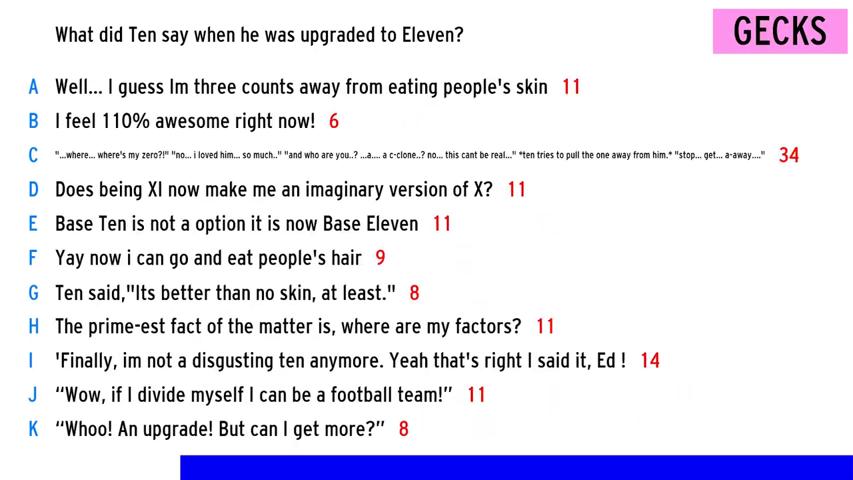 What did Ten say when he was upgraded to Eleven?
GECKS
A Well... I guess Im three counts away from eating people's skin 11
B I feel 110% awesome right now! 6
C "...where... where's my zero?!" "no... i loved him... so much.." "and who are you..? ...a.... a c-clone..? no... this cant be real..." *ten tries to pull the one away from him.* "stop... get... a-away...." 34
D Does being XI now make me an imaginary version of X? 11
E Base Ten is not a option it is now Base Eleven 11
F Yay now i can go and eat people's hair 9
G Ten said,"Its better than no skin, at least." 8
H The prime-est fact of the matter is, where are my factors? 11
I 'Finally, im not a disgusting ten anymore. Yeah that's right I said it, Ed ! 14
J “Wow, if I divide myself I can be a football team!” 11
K “Whoo! An upgrade! But can I get more?” 8